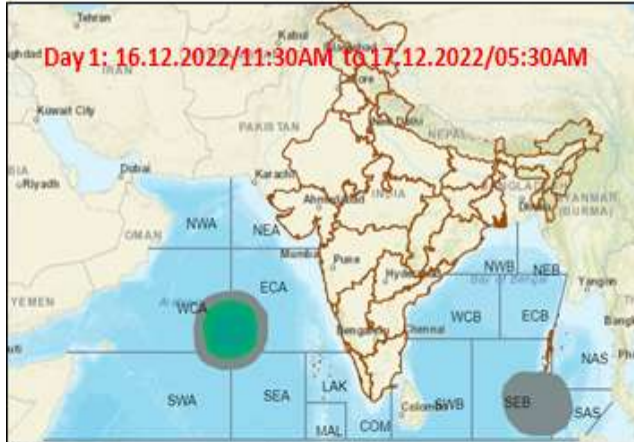 Tehran
Kabul
Day 1: 16.12.2022/11:30AM to 17.12.2022/05:30AM
IRAN
Kuwait City
PAKISTAN
NEPAL
Dubai
Riyadh
Karachi
Ahmedabad
INDIA
MYANMAR
(BURMA)
OMAN
NWA
NEA
Mumbai
Pune
Hyderabad
NWB
NEB
Bay of Bengal
Yangon
YEMEN
ECA
WCA
WCB
ECB
Bengaluru
Chennai
NAS
SWA
SEA
LAK
Colombo
SWB
SEB
SAS
MAL
COM